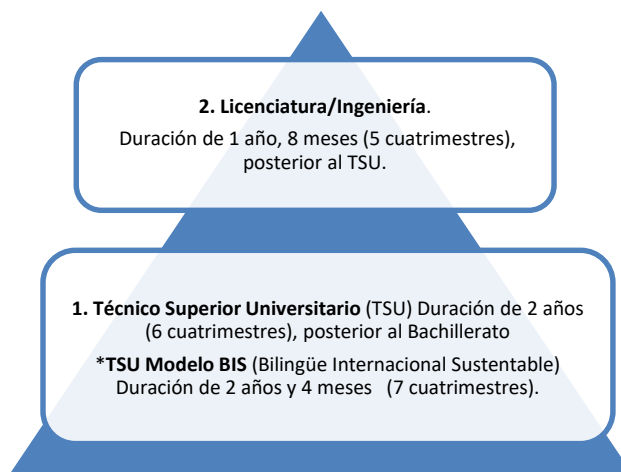 2. Licenciatura/Ingeniería.
Duración de 1 año, 8 meses (5 cuatrimestres),
posterior al TSU.
1. Técnico Superior Universitario (TSU) Duración de 2 años
(6 cuatrimestres), posterior al Bachillerato
*TSU Modelo BIS (Bilingüe Internacional Sustentable)
Duración de 2 años y 4 meses (7 cuatrimestres).